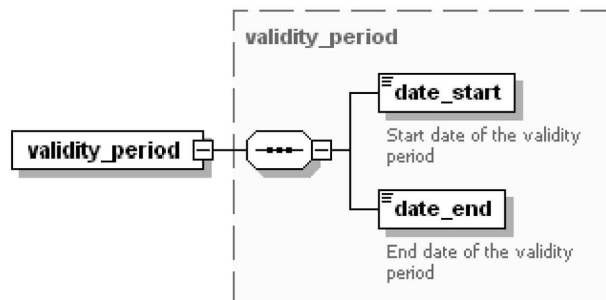 validity_period
validity_period
date_start
Start date of the validity
period
date_end
End date of the validity
period